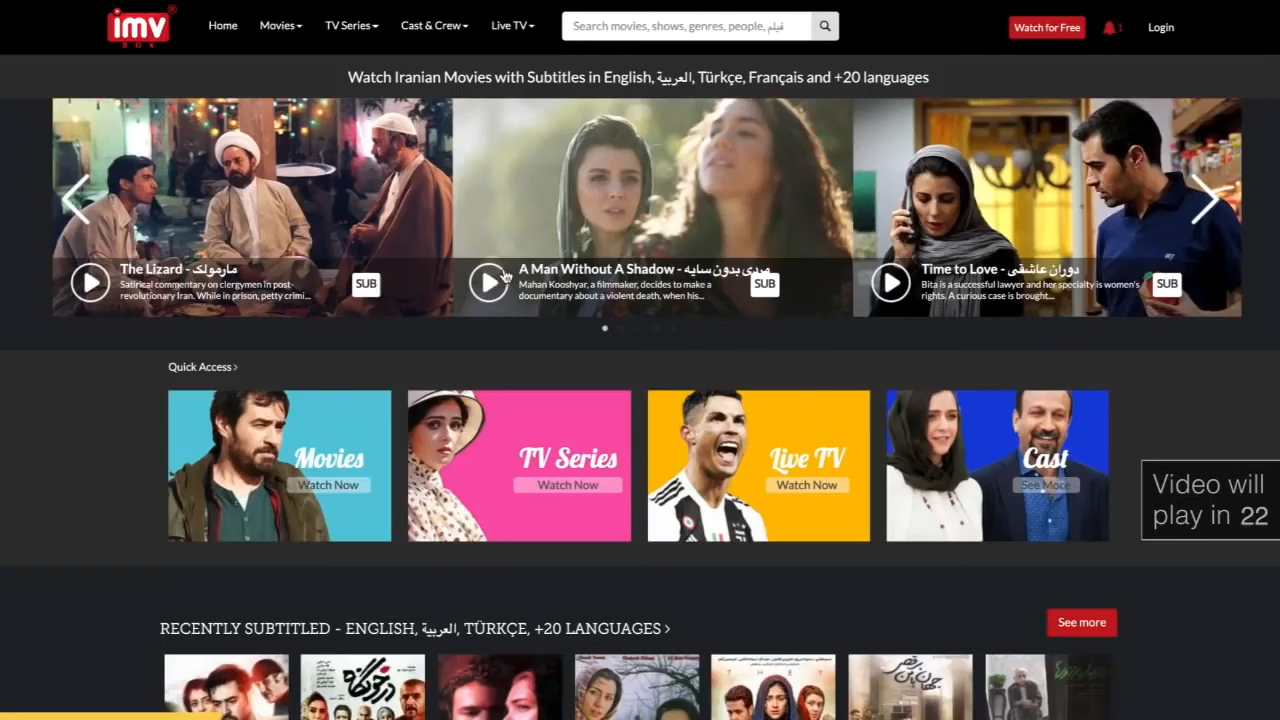 imv
BOX
Home
Movies
TV Series
Cast & Crew
Live TV
Search movies, shows, genres, people, فیلم
Watch for Free
1
Login
Watch Iranian Movies with Subtitles in English, العربية, Türkçe, Français and +20 languages
The Lizard - مارمولک
Satirical commentary on clergymen in post-
revolutionary Iran. While in prison, petty crimi...
SUB
A Man Without A Shadow - مردی بدون سایه
Mahan Kooshyar, a filmmaker, decides to make a
documentary about a violent death, when his...
SUB
Time to Love - دوران عاشقی
Bita is a successful lawyer and her specialty is women's
rights. A curious case is brought...
SUB
Quick Access
Movies
Watch Now
TV Series
Watch Now
Live TV
Watch Now
Cast
See More
Video will
play in 22
RECENTLY SUBTITLED - ENGLISH, العربية, TÜRKÇE, +20 LANGUAGES
See more